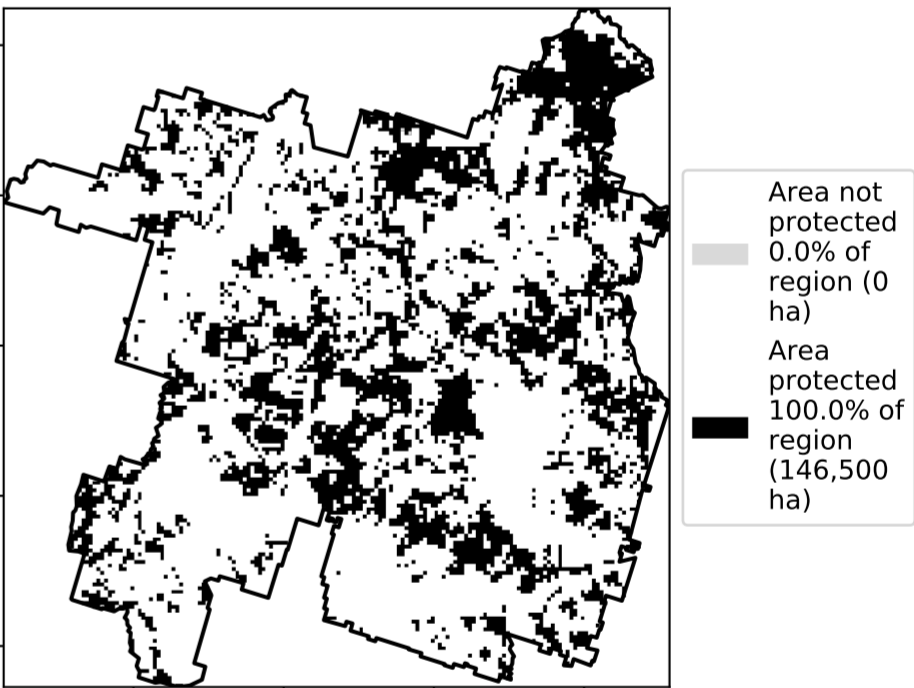 Area not
protected
0.0% of
region (0
ha)
Area
protected
100.0% of
region
(146,500
ha)